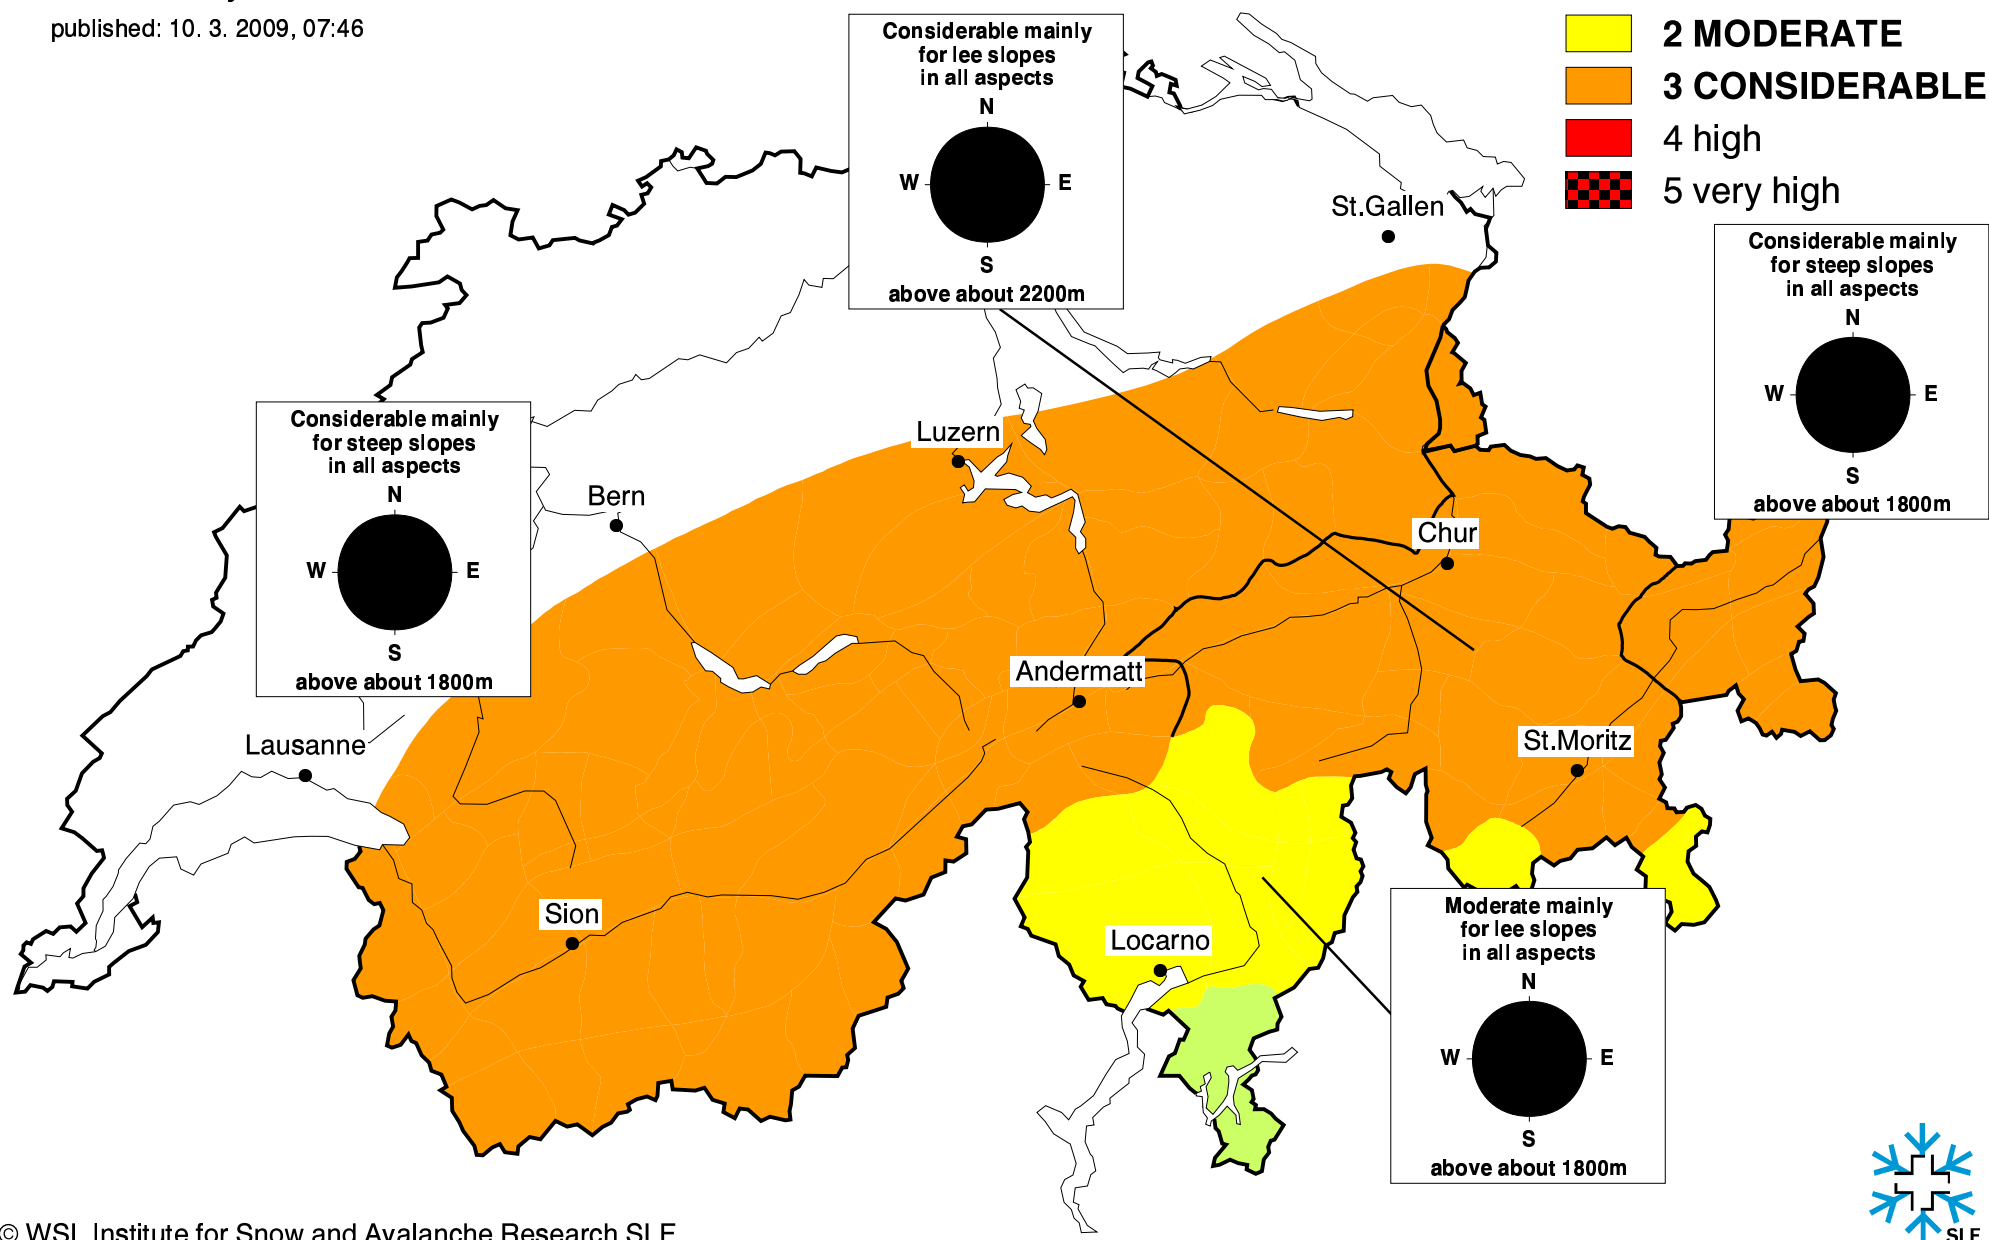 published: 10. 3. 2009, 07:46
Considerable mainly
for lee slopes
in all aspects
N
W
E
S
above about 2200m
2 MODERATE
3 CONSIDERABLE
4 high
5 very high
St.Gallen
Considerable mainly
for steep slopes
in all aspects
N
W
E
S
above about 1800m
Considerable mainly
for steep slopes
in all aspects
N
W
E
S
above about 1800m
Luzern
Bern
Chur
Andermatt
Lausanne
St.Moritz
Sion
Locarno
Moderate mainly
for lee slopes
in all aspects
N
W
E
S
above about 1800m
© WSL Institute for Snow and Avalanche Research SLF
SLF